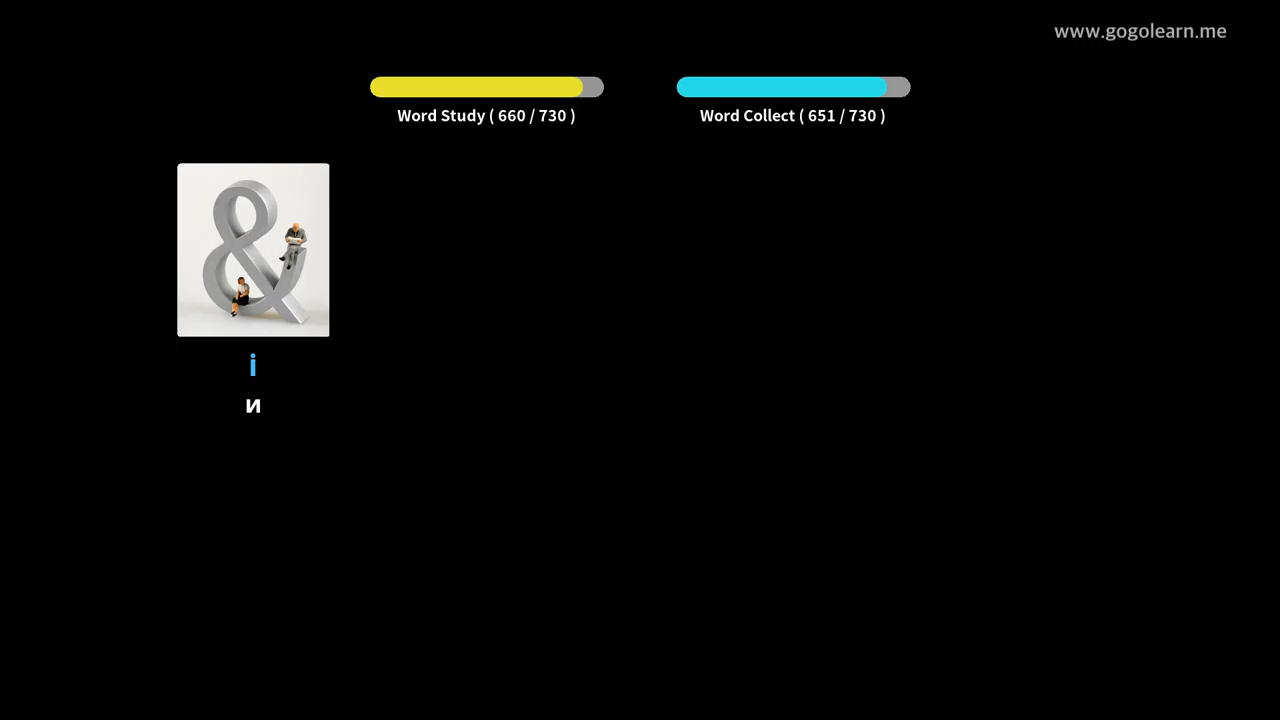 www.gogolearn.me
Word Study ( 660 / 730 )
Word Collect ( 651 / 730 )
&
і
и